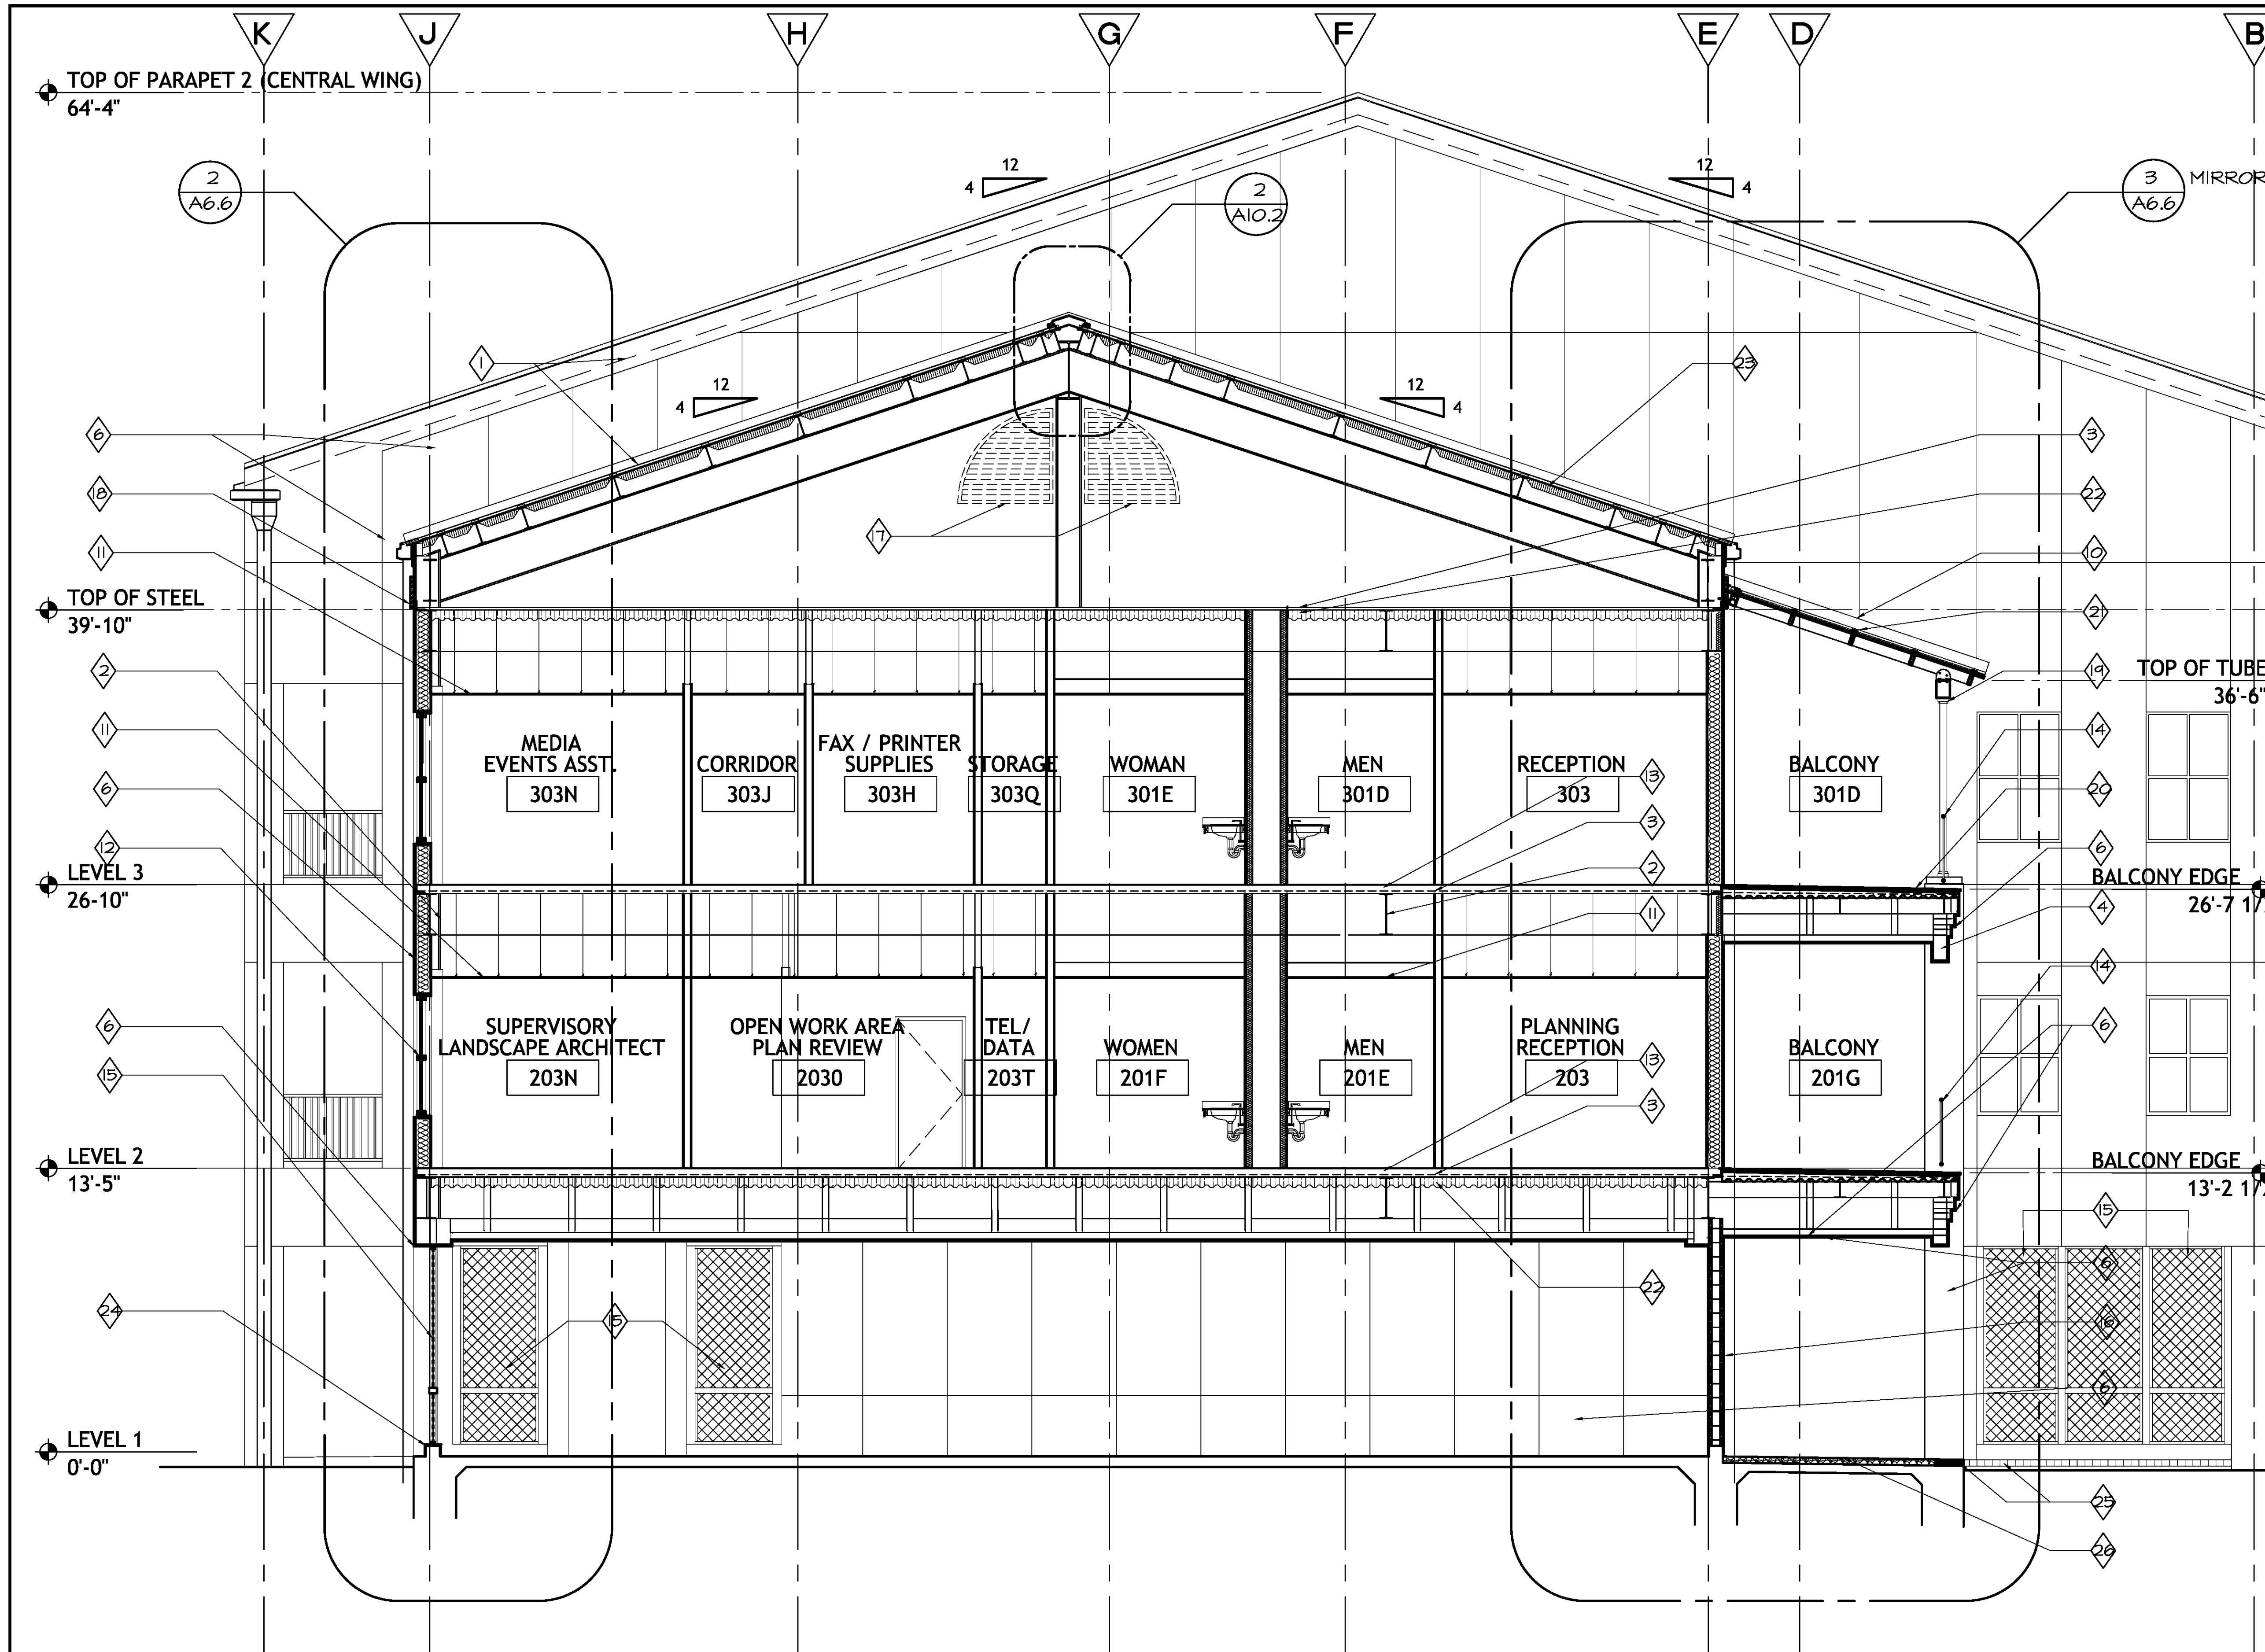 K J H G F E D B
TOP OF PARAPET 2 (CENTRAL WING)
64'-4"
2
A6.6
12
4
2
A10.2
12
4
3
A6.6
MIRROR
1
12
4
12
4
23
6
3
18
22
17
11
10
TOP OF STEEL
39'-10"
21
2
19
TOP OF TUBE
36'-6"
11
14
MEDIA
EVENTS ASST.
303N
CORRIDOR
303J
FAX / PRINTER
SUPPLIES
303H
STORAGE
303Q
WOMAN
301E
MEN
301D
RECEPTION
303
13
BALCONY
301D
6
20
3
12
6
LEVEL 3
26-10"
2
BALCONY EDGE
26'-7 1/
11
4
14
6
SUPERVISORY
LANDSCAPE ARCHITECT
203N
OPEN WORK AREA
PLAN REVIEW
2030
TEL/
DATA
203T
WOMEN
201F
MEN
201E
PLANNING
RECEPTION
203
13
BALCONY
201G
6
15
3
LEVEL 2
13'-5"
BALCONY EDGE
13'-2 1/
15
6
22
24
15
16
6
LEVEL 1
0'-0"
25
26